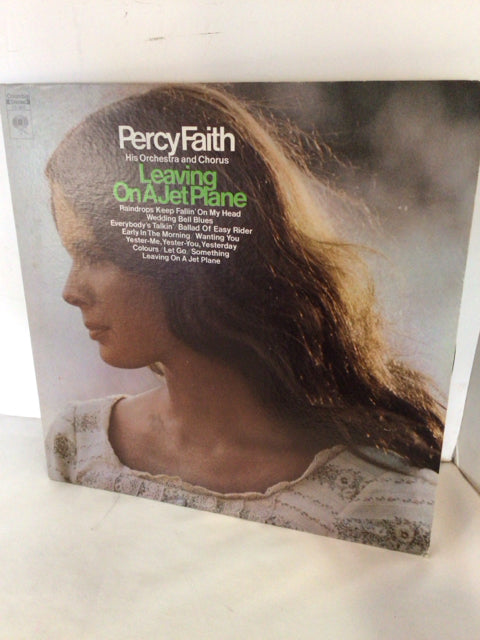 Columbia
Percy Faith
His Orchestra and Chorus
Leaving
On A Jet Plane
Raindrops Keep Fallin' On My Head
Wedding Bell Blues
Everybody's Talkin'/Ballad Of Easy Rider
Early In The Morning/Wanting You
Yester-Me, Yester-You, Yesterday
Colours/Let Go/Something
Leaving On A Jet Plane